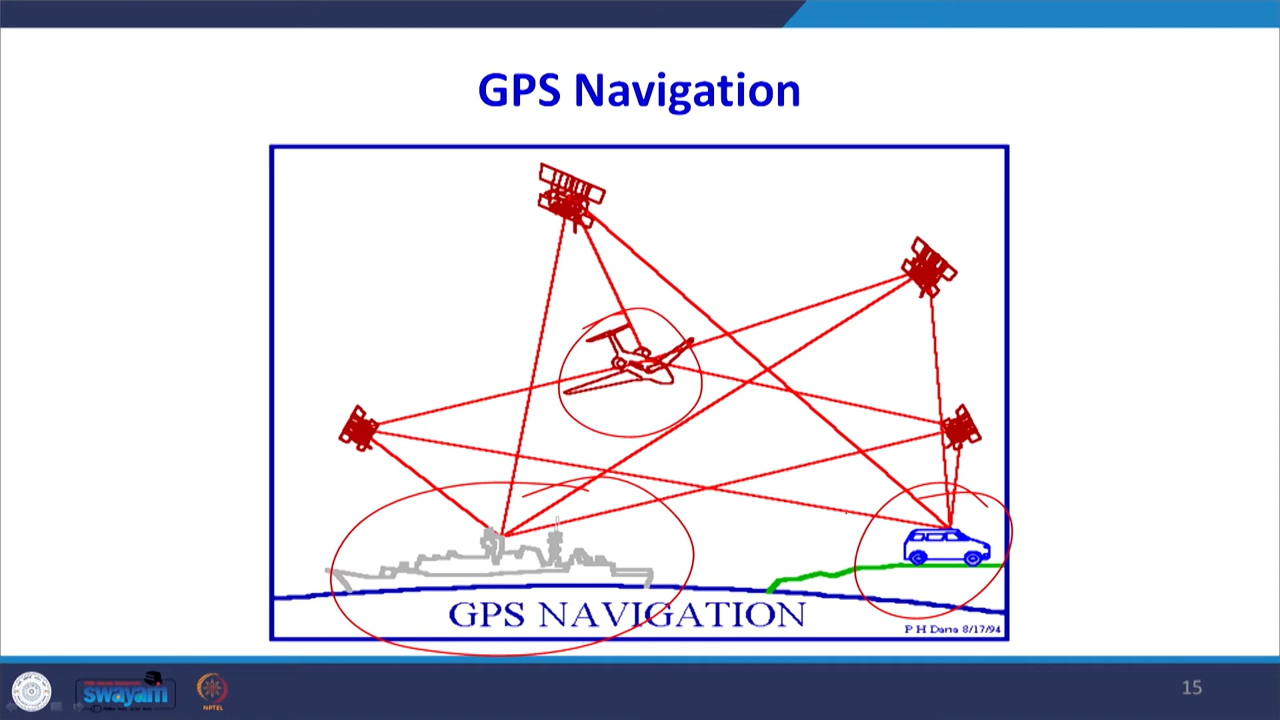 GPS Navigation
GPS NAVIGATION
P H Dana 8/17/94
swayam
NPTEL
15